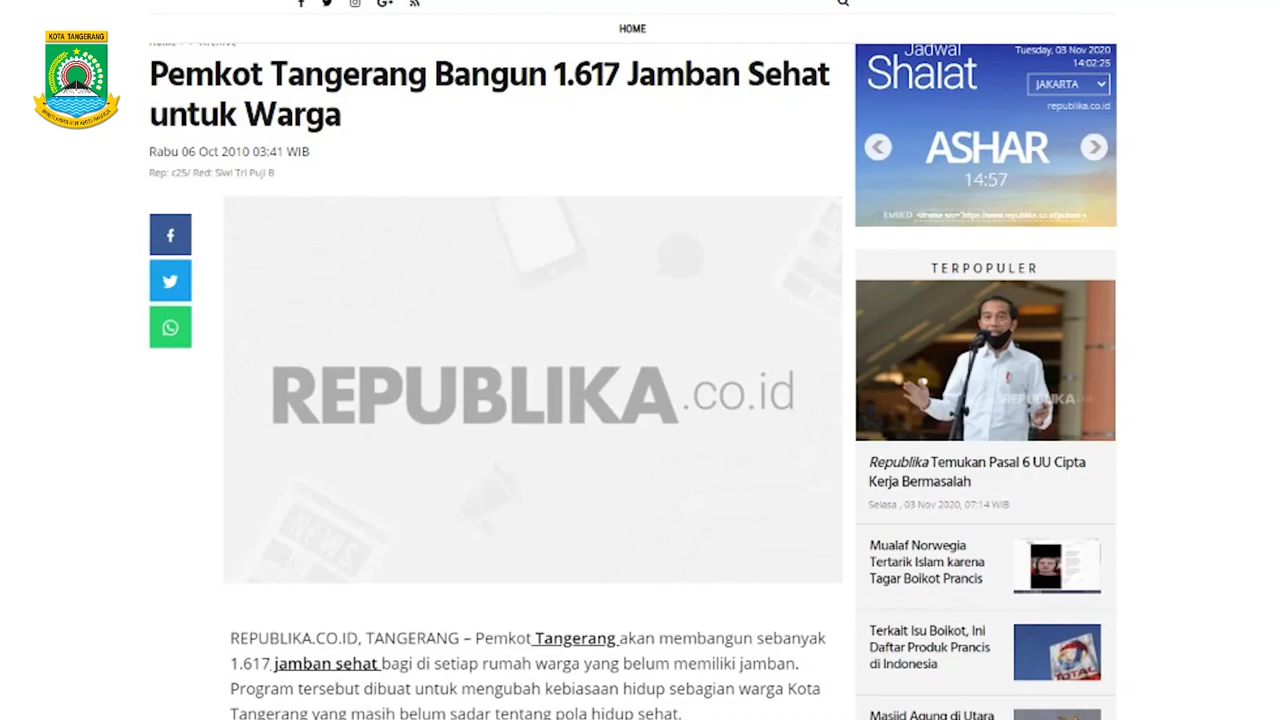 KOTA TANGERANG
HOME
Pemkot Tangerang Bangun 1.617 Jamban Sehat
untuk Warga
Rabu 06 Oct 2010 03:41 WIB
Rep: c25/ Red: Siwi Tri Puji B
REPUBLIKA.co.id
REPUBLIKA.CO.ID, TANGERANG – Pemkot Tangerang akan membangun sebanyak
1.617 jamban sehat bagi di setiap rumah warga yang belum memiliki jamban.
Program tersebut dibuat untuk mengubah kebiasaan hidup sebagian warga Kota
Tangerang yang masih belum sadar tentang pola hidup sehat.
Jadwal
Shalat
Tuesday, 03 Nov 2020
14:02:25
JAKARTA
republika.co.id
ASHAR
14:57
EMBED
TERPOPULER
REPUBLIKA
Republika Temukan Pasal 6 UU Cipta
Kerja Bermasalah
Selasa , 03 Nov 2020, 07:14 WIB
Mualaf Norwegia
Tertarik Islam karena
Tagar Boikot Prancis
Terkait Isu Boikot, Ini
Daftar Produk Prancis
di Indonesia
TOTAL
Masjid Agung di Utara